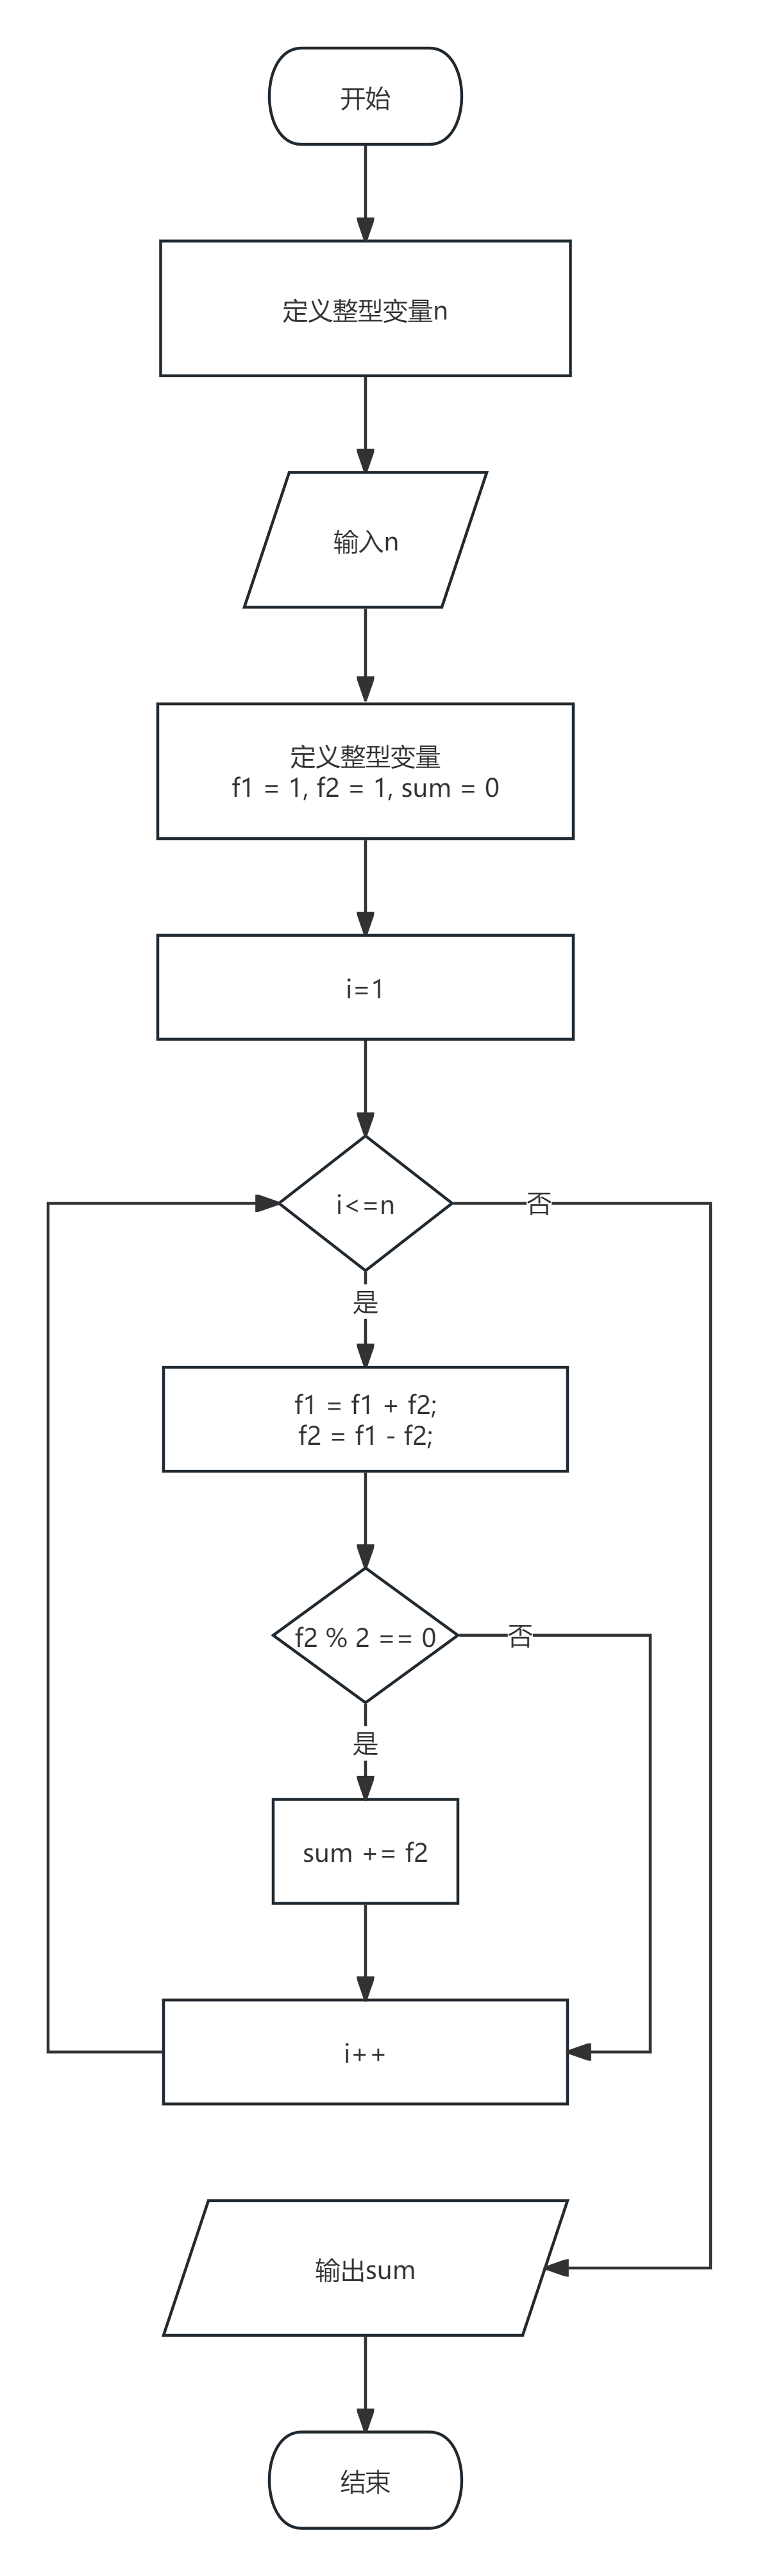 开始
定义整型变量n
输入n
定义整型变量
f1 = 1, f2 = 1, sum = 0
i=1
i<=n
否
是
f1 = f1 + f2;
f2 = f1 - f2;
f2 % 2 == 0
否
是
sum += f2
i++
输出sum
结束